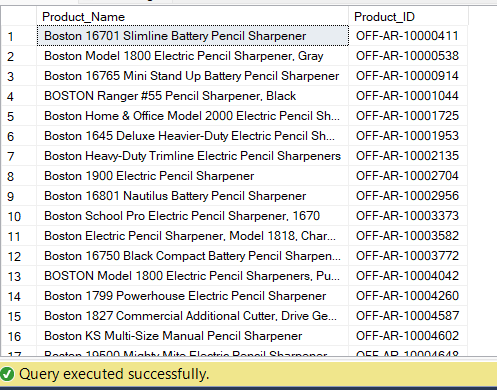 Product_Name Product_ID
1 Boston 16701 Slimline Battery Pencil Sharpener OFF-AR-10000411
2 Boston Model 1800 Electric Pencil Sharpener, Gray OFF-AR-10000538
3 Boston 16765 Mini Stand Up Battery Pencil Sharpener OFF-AR-10000914
4 BOSTON Ranger #55 Pencil Sharpener, Black OFF-AR-10001044
5 Boston Home & Office Model 2000 Electric Pencil Sh... OFF-AR-10001725
6 Boston 1645 Deluxe Heavier-Duty Electric Pencil Sh... OFF-AR-10001953
7 Boston Heavy-Duty Trimline Electric Pencil Sharpeners OFF-AR-10002135
8 Boston 1900 Electric Pencil Sharpener OFF-AR-10002704
9 Boston 16801 Nautilus Battery Pencil Sharpener OFF-AR-10002956
10 Boston School Pro Electric Pencil Sharpener, 1670 OFF-AR-10003373
11 Boston Electric Pencil Sharpener, Model 1818, Char... OFF-AR-10003582
12 Boston 16750 Black Compact Battery Pencil Sharpen... OFF-AR-10003772
13 BOSTON Model 1800 Electric Pencil Sharpeners, Pu... OFF-AR-10004042
14 Boston 1799 Powerhouse Electric Pencil Sharpener OFF-AR-10004260
15 Boston 1827 Commercial Additional Cutter, Drive Ge... OFF-AR-10004587
16 Boston KS Multi-Size Manual Pencil Sharpener OFF-AR-10004602
17 Boston 19500 Mighty Mite Electric Pencil Sharpener OFF-AR-10004648
Query executed successfully.